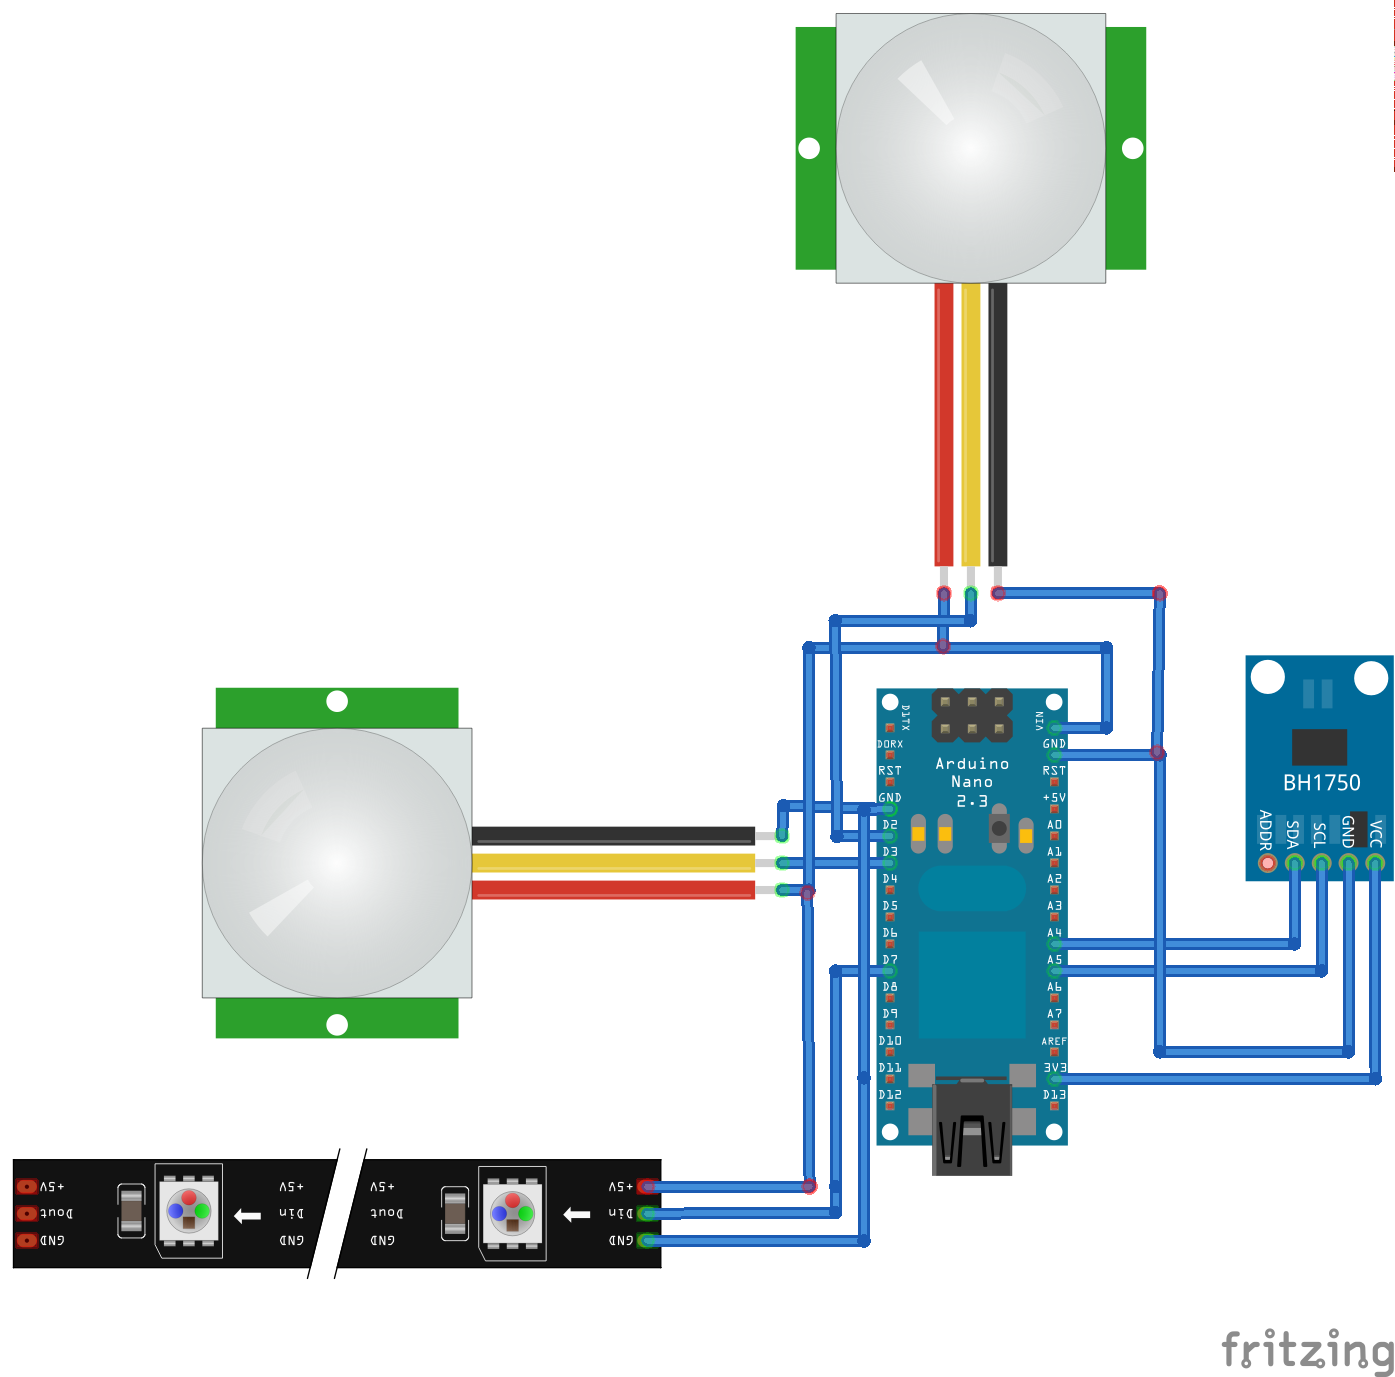 D1TX
VIN
D0RX
GND
RST
RST
GND
+5V
D2
A0
D3
A1
D4
A2
D5
A3
D6
A4
D7
A5
D8
A6
D9
A7
D10
AREF
D11
3V3
D12
D13
Arduino
Nano
2.3
BH1750
ADDR
SDA
SCL
GND
VCC
+5V
+5V
+5V
+5V
Dout
Din
Dout
Din
GND
GND
GND
GND
fritzing